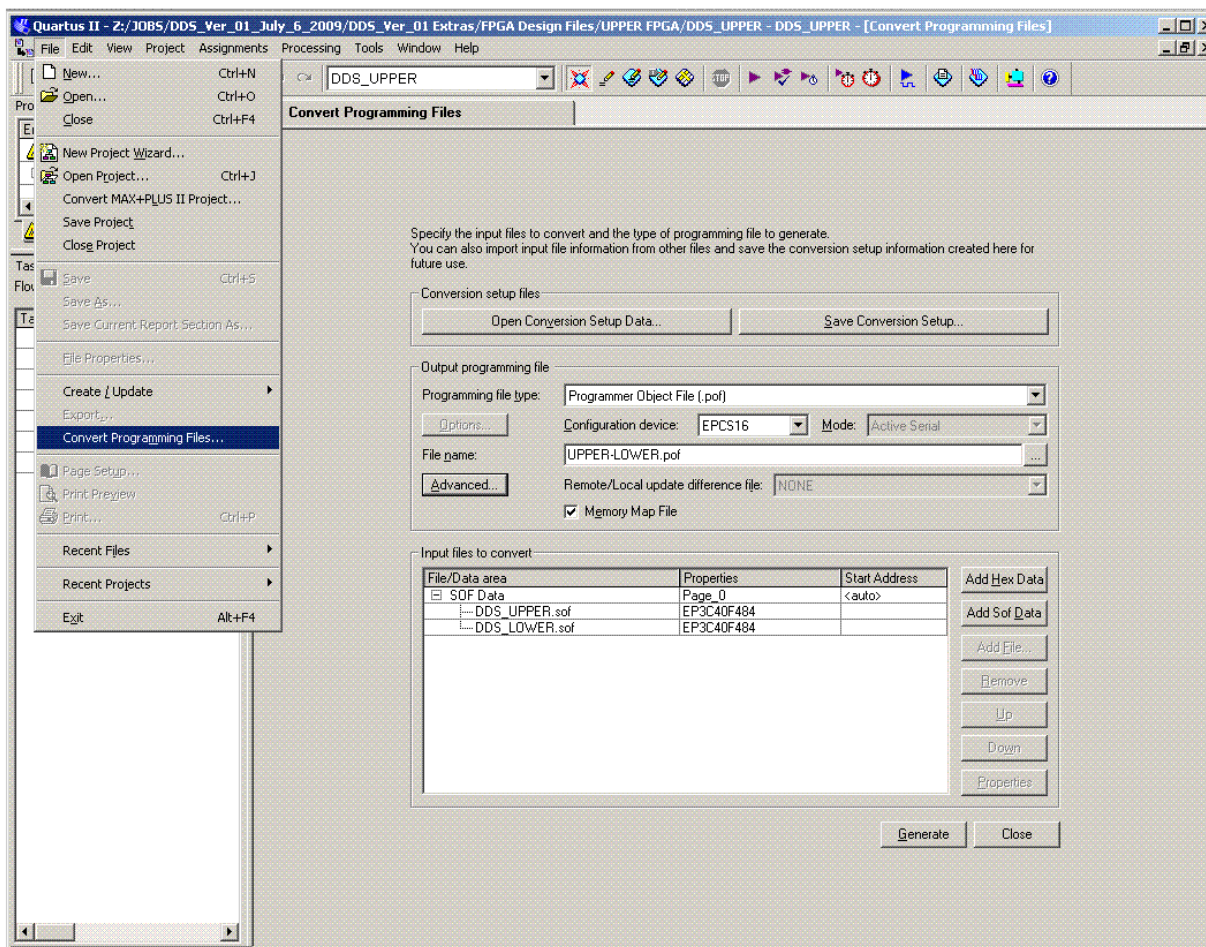 Quartus II - Z:/JOBS/DDS_Ver_01_July_6_2009/DDS_Ver_01 Extras/FPGA Design Files/UPPER FPGA/DDS_UPPER - DDS_UPPER - [Convert Programming Files]
File Edit View Project Assignments Processing Tools Window Help
DDS_UPPER
STOP
New... Ctrl+N
Open... Ctrl+O
Close Ctrl+F4
New Project Wizard...
Open Project... Ctrl+J
Convert MAX+PLUS II Project...
Save Project
Close Project
Save Ctrl+S
Save As...
Save Current Report Section As...
File Properties...
Create / Update
Export...
Convert Programming Files...
Page Setup...
Print Preview
Print... Ctrl+P
Recent Files
Recent Projects
Exit Alt+F4
Pro
Tas
Flo
Ta
Convert Programming Files
Specify the input files to convert and the type of programming file to generate.
You can also import input file information from other files and save the conversion setup information created here for
future use.
Conversion setup files
Open Conversion Setup Data... Save Conversion Setup...
Output programming file
Programming file type: Programmer Object File (.pof)
Options... Configuration device: EPCS16 Mode: Active Serial
File name: UPPER-LOWER.pof ...
Advanced... Remote/Local update difference file: NONE
Memory Map File
Input files to convert
File/Data area Properties Start Address
SOF Data Page_0 <auto>
DDS_UPPER.sof EP3C40F484
DDS_LOWER.sof EP3C40F484
Add Hex Data
Add Sof Data
Add File...
Remove
Up
Down
Properties
Generate Close